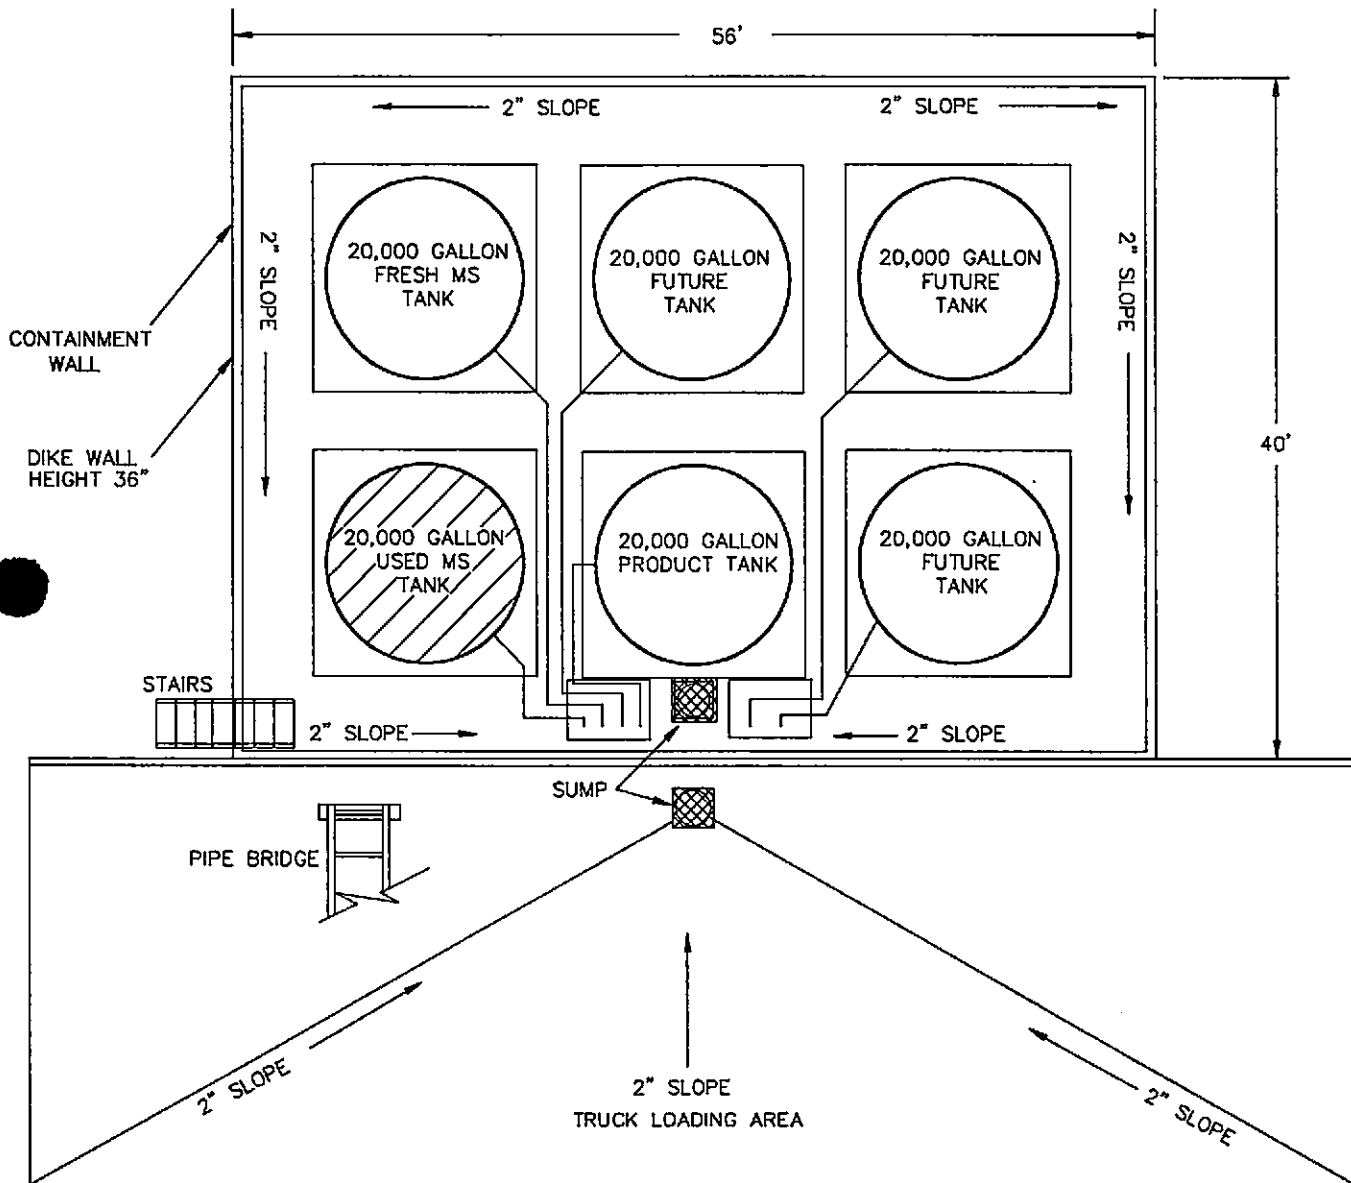 56'
2" SLOPE
2" SLOPE
20,000 GALLON
FRESH MS
TANK
20,000 GALLON
FUTURE
TANK
20,000 GALLON
FUTURE
TANK
2" SLOPE
2" SLOPE
CONTAINMENT
WALL
DIKE WALL
HEIGHT 36"
40'
20,000 GALLON
USED MS
TANK
20,000 GALLON
PRODUCT TANK
20,000 GALLON
FUTURE
TANK
STAIRS
2" SLOPE
2" SLOPE
SUMP
PIPE BRIDGE
2" SLOPE
2" SLOPE
TRUCK LOADING AREA
2" SLOPE